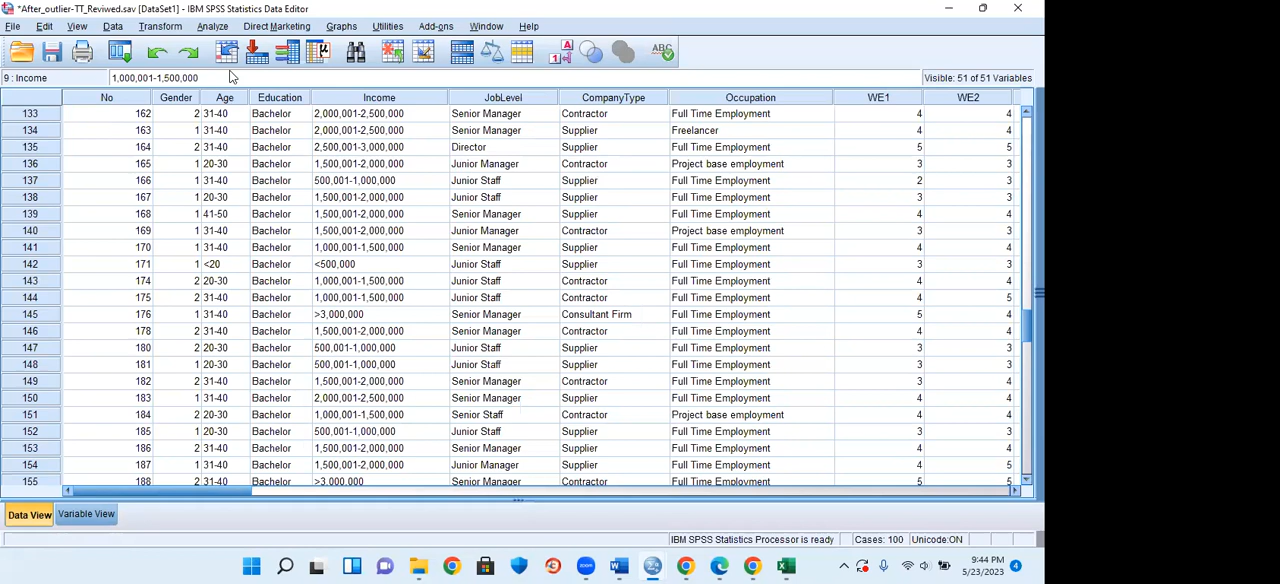 *After_outlier-TT_Reviwed.sav [DataSet1] - IBM SPSS Statistics Data Editor
File Edit View Data Transform Analyze Direct Marketing Graphs Utilities Add-ons Window Help
9 : Income 1,000,001-1,500,000 Visible: 51 of 51 Variables
No Gender Age Education Income JobLevel CompanyType Occupation WE1 WE2
133 162 2 31-40 Bachelor 2,000,001-2,500,000 Senior Manager Contractor Full Time Employment 4 4
134 163 1 31-40 Bachelor 2,000,001-2,500,000 Senior Manager Supplier Freelancer 4 4
135 164 2 31-40 Bachelor 2,500,001-3,000,000 Director Supplier Full Time Employment 5 5
136 165 1 20-30 Bachelor 1,500,001-2,000,000 Junior Manager Contractor Project base employment 3 3
137 166 1 31-40 Bachelor 500,001-1,000,000 Junior Staff Supplier Full Time Employment 2 3
138 167 1 20-30 Bachelor 1,500,001-2,000,000 Junior Staff Supplier Full Time Employment 3 3
139 168 1 41-50 Bachelor 1,500,001-2,000,000 Senior Manager Supplier Full Time Employment 4 4
140 169 1 31-40 Bachelor 1,500,001-2,000,000 Junior Manager Contractor Project base employment 3 4
141 170 1 31-40 Bachelor 1,000,001-1,500,000 Senior Manager Supplier Full Time Employment 4 4
142 171 1 <20 Bachelor <500,000 Junior Staff Supplier Full Time Employment 3 3
143 174 2 20-30 Bachelor 1,000,001-1,500,000 Junior Staff Contractor Full Time Employment 4 4
144 175 2 31-40 Bachelor 1,000,001-1,500,000 Junior Staff Contractor Full Time Employment 4 5
145 176 1 31-40 Bachelor >3,000,000 Senior Manager Consultant Firm Full Time Employment 5 4
146 178 2 31-40 Bachelor 1,500,001-2,000,000 Senior Manager Contractor Full Time Employment 4 4
147 180 2 20-30 Bachelor 500,001-1,000,000 Junior Staff Supplier Full Time Employment 3 3
148 181 1 20-30 Bachelor 500,001-1,000,000 Junior Staff Supplier Full Time Employment 3 3
149 182 2 31-40 Bachelor 1,500,001-2,000,000 Senior Manager Contractor Full Time Employment 3 4
150 183 1 31-40 Bachelor 2,000,001-2,500,000 Senior Manager Supplier Full Time Employment 4 4
151 184 2 20-30 Bachelor 1,000,001-1,500,000 Senior Staff Contractor Project base employment 4 4
152 185 1 20-30 Bachelor 500,001-1,000,000 Junior Staff Supplier Full Time Employment 3 3
153 186 2 31-40 Bachelor 1,500,001-2,000,000 Senior Manager Supplier Full Time Employment 4 4
154 187 1 31-40 Bachelor 1,500,001-2,000,000 Junior Manager Supplier Full Time Employment 4 5
155 188 2 31-40 Bachelor >3,000,000 Senior Manager Contractor Full Time Employment 5 5
Data View Variable View
IBM SPSS Statistics Processor is ready Cases: 100 Unicode:ON
9:44 PM
5/23/2023 4